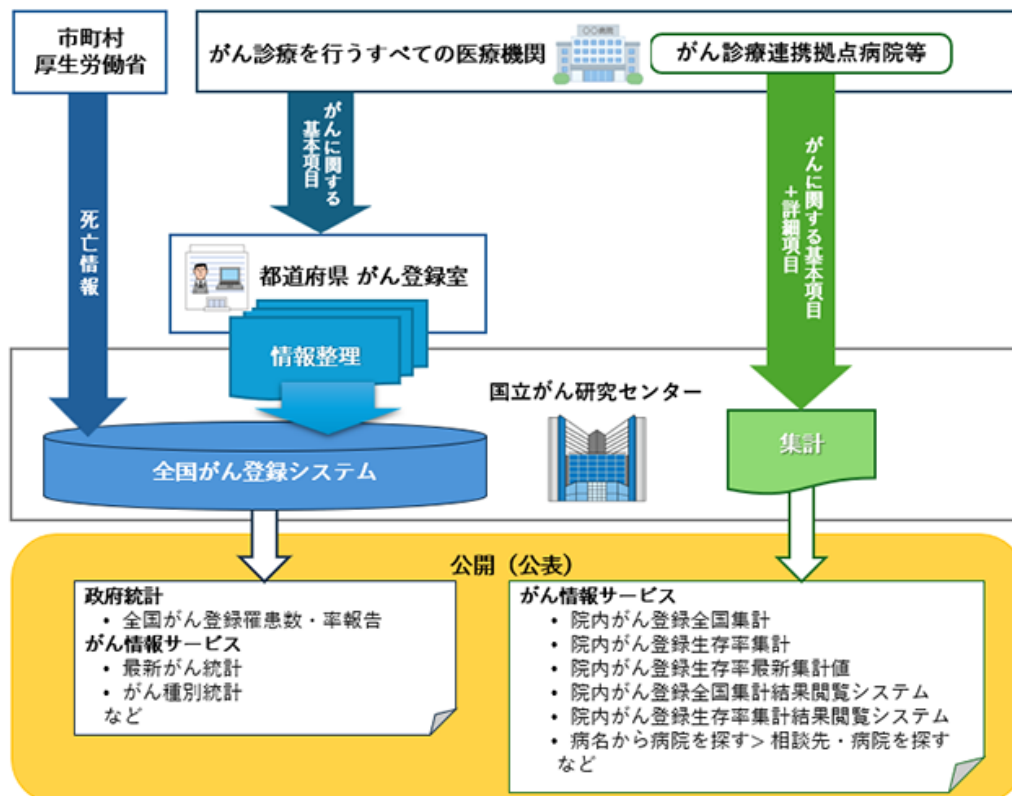 市町村
厚生労働省
がん診療を行うすべての医療機関
〇〇病院
がん診療連携拠点病院等
死亡情報
がんに関する
基本項目
がんに関する基本項目
+詳細項目
都道府県 がん登録室
情報整理
国立がん研究センター
全国がん登録システム
集計
公開（公表）
政府統計
• 全国がん登録罹患数・率報告
がん情報サービス
• 最新がん統計
• がん種別統計
など
がん情報サービス
• 院内がん登録全国集計
• 院内がん登録生存率集計
• 院内がん登録生存率最新集計値
• 院内がん登録全国集計結果閲覧システム
• 院内がん登録生存率集計結果閲覧システム
• 病名から病院を探す> 相談先・病院を探す
など